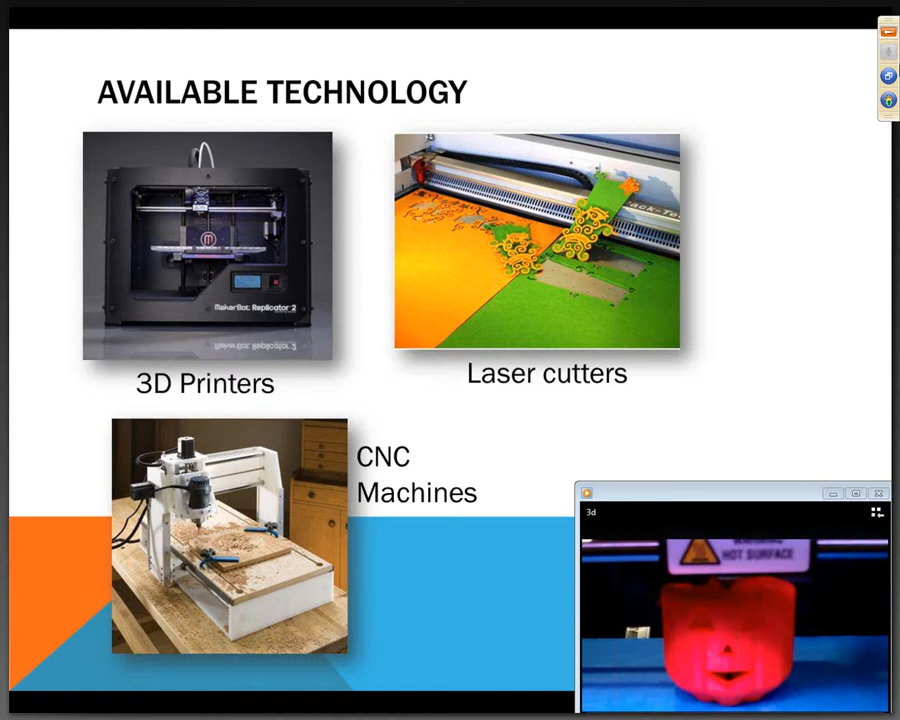 AVAILABLE TECHNOLOGY
MakerBot Replicator 2
3D Printers
Laser cutters
CNC
Machines
3d
HOT SURFACE